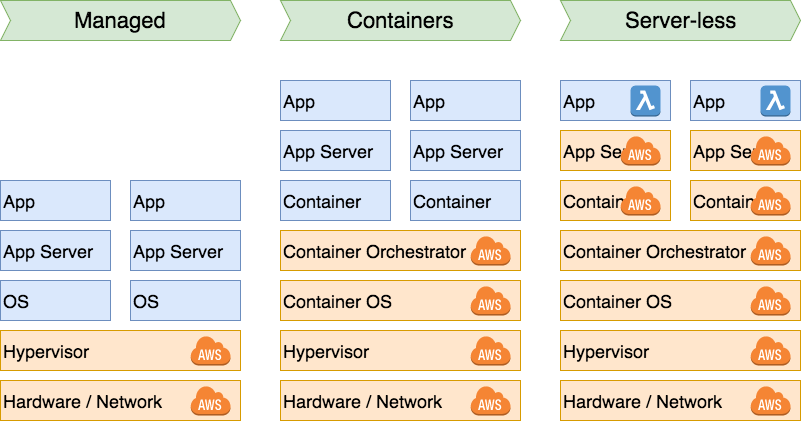 Managed
Containers
Server-less
App
App
App
App
App Server
App Server
App Se
AWS
App Se
AWS
App
App
Container
Container
Contain
AWS
Contain
AWS
App Server
App Server
Container Orchestrator
AWS
Container Orchestrator
AWS
OS
OS
Container OS
AWS
Container OS
AWS
Hypervisor
AWS
Hypervisor
AWS
Hypervisor
AWS
Hardware / Network
AWS
Hardware / Network
AWS
Hardware / Network
AWS